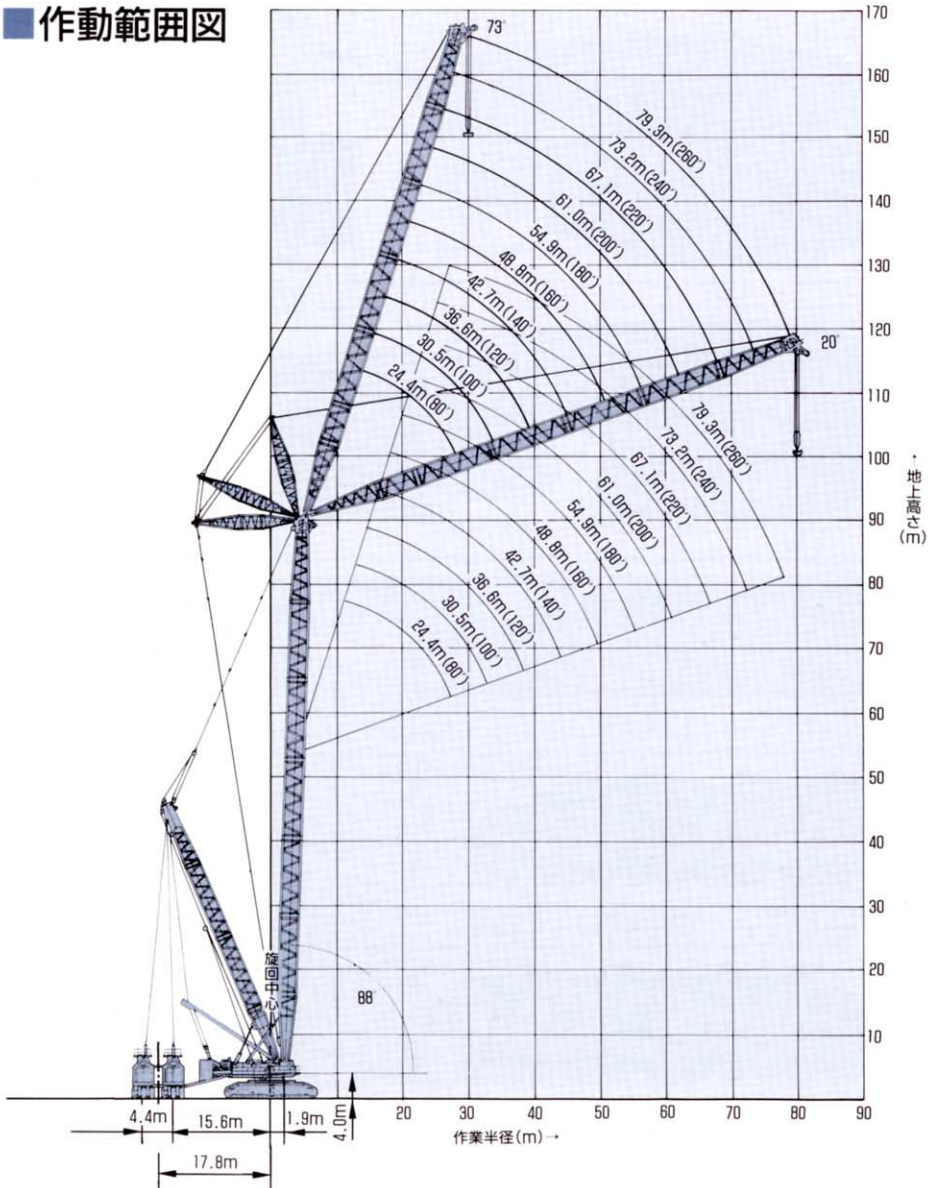 作動範囲図
73°
170
160
150
140
130
120
110
100
90
80
70
60
50
40
30
20
10
79.3m(260')
73.2m(240')
67.1m(220')
61.0m(200')
54.9m(180')
48.8m(160')
42.7m(140')
36.6m(120')
30.5m(100')
24.4m(80')
20°
79.3m(260')
73.2m(240')
67.1m(220')
61.0m(200')
54.9m(180')
48.8m(160')
42.7m(140')
36.6m(120')
30.5m(100')
24.4m(80')
↑地上高さ(m)
旋回中心
88°
4.4m
15.6m
1.9m
4.0m
17.8m
20
30
40
50
60
70
80
90
作業半径(m)→